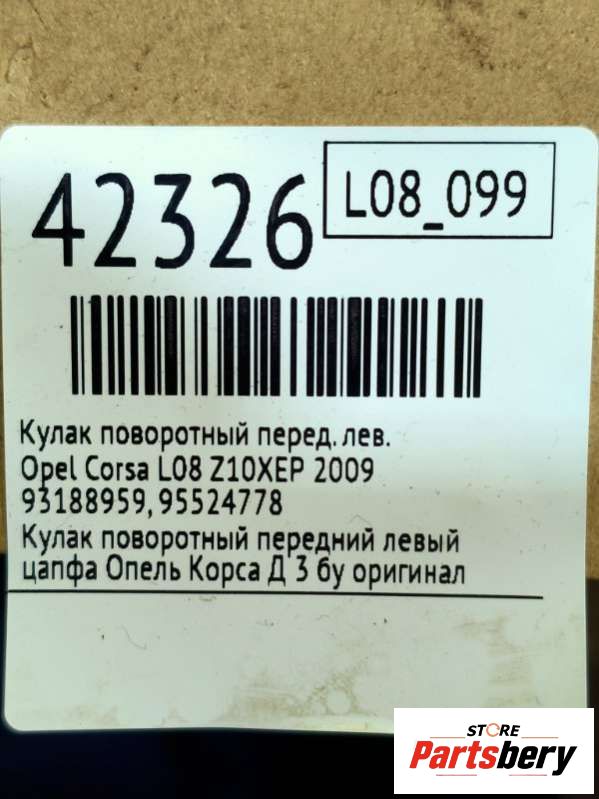 42326
L08_099
Кулак поворотный перед. лев.
Opel Corsa L08 Z10XEP 2009
93188959, 95524778
Кулак поворотный передний левый
цапфа Опель Корса Д 3 бу оригинал
STORE
Partsbery